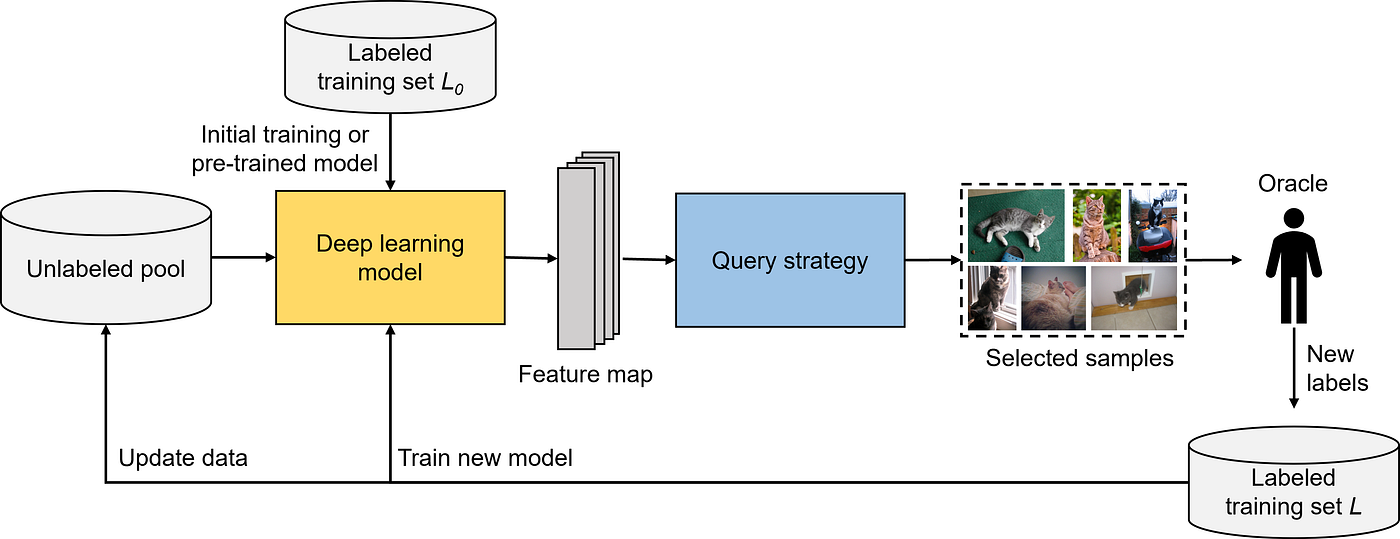 Labeled
training set L₀
Initial training or
pre-trained model
Unlabeled pool
Deep learning
model
Feature map
Query strategy
Selected samples
Oracle
New
labels
Labeled
training set L
Update data
Train new model